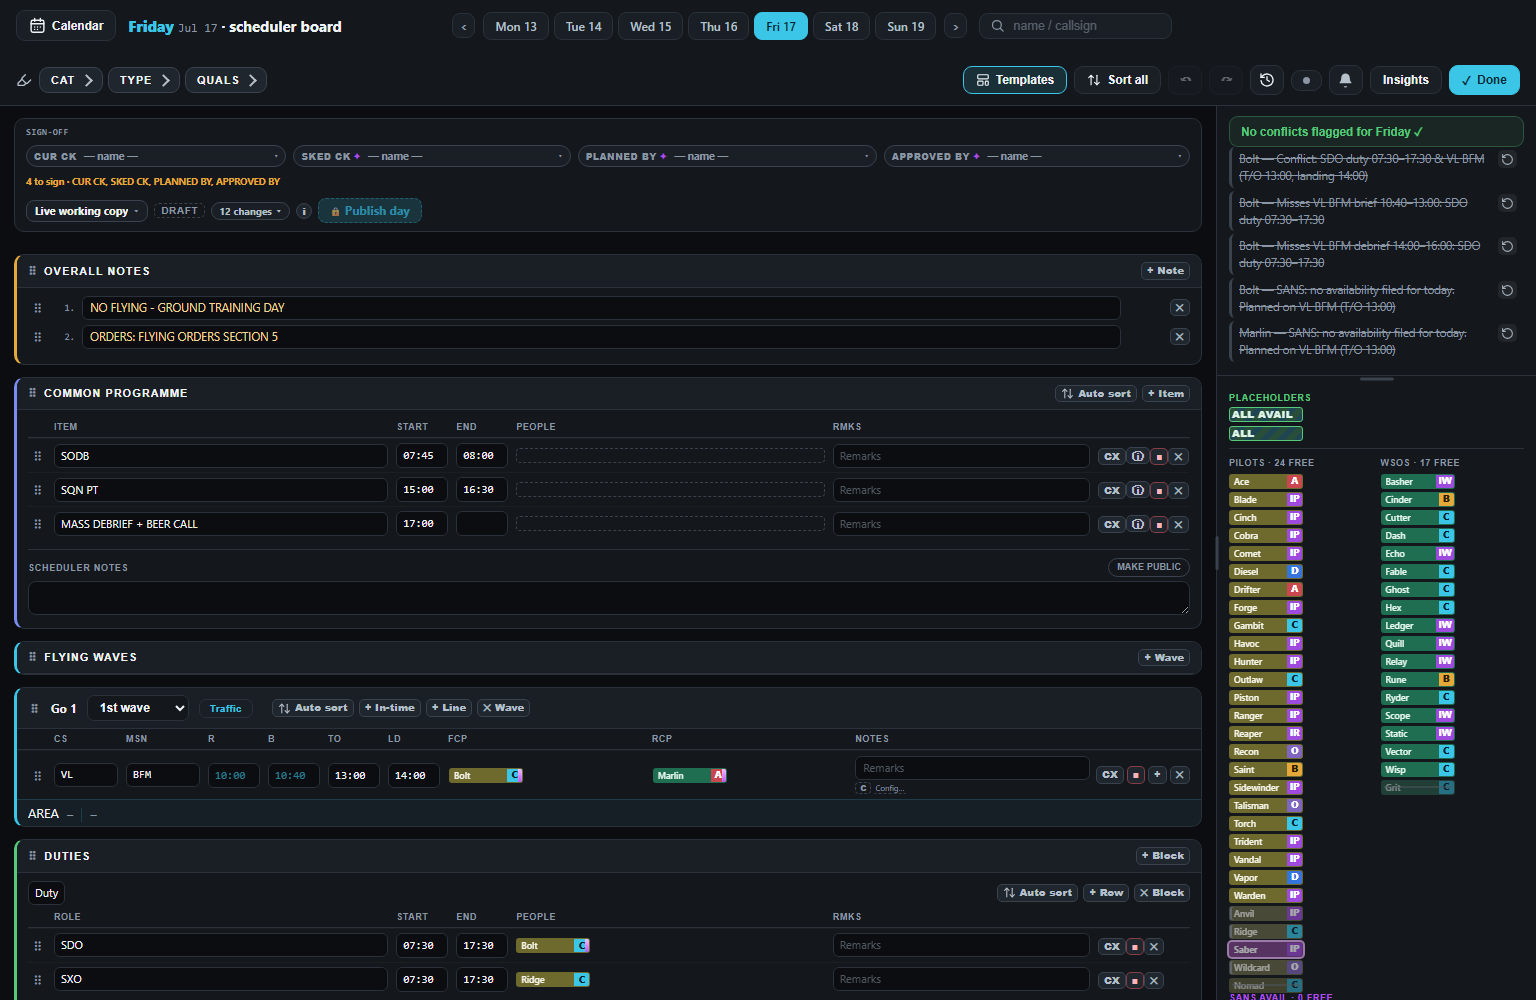 Calendar
Friday Jul 17 · scheduler board
‹ Mon 13 Tue 14 Wed 15 Thu 16 Fri 17 Sat 18 Sun 19 ›
name / callsign
CAT TYPE QUALS
Templates Sort all Insights ✓ Done
SIGN-OFF
CUR CK — name — SKED CK ✦ — name — PLANNED BY ✦ — name — APPROVED BY ✦ — name —
4 to sign · CUR CK, SKED CK, PLANNED BY, APPROVED BY
Live working copy DRAFT 12 changes i Publish day
OVERALL NOTES + Note
1. NO FLYING - GROUND TRAINING DAY ✕
2. ORDERS: FLYING ORDERS SECTION 5 ✕
COMMON PROGRAMME Auto sort + Item
ITEM START END PEOPLE RMKS
SODB 07:45 08:00 Remarks CX ✕
SQN PT 15:00 16:30 Remarks CX ✕
MASS DEBRIEF + BEER CALL 17:00 Remarks CX ✕
SCHEDULER NOTES MAKE PUBLIC
FLYING WAVES + Wave
Go 1 1st wave Traffic Auto sort + In-time + Line ✕ Wave
CS MSN R B TO LD FCP RCP NOTES
VL BFM 10:00 10:40 13:00 14:00 Bolt C Marlin A Remarks CX + ✕
C Config...
AREA – –
DUTIES + Block
Duty Auto sort + Row ✕ Block
ROLE START END PEOPLE RMKS
SDO 07:30 17:30 Bolt C Remarks CX ✕
SXO 07:30 17:30 Ridge C Remarks CX ✕
No conflicts flagged for Friday ✓
Bolt — Conflict: SDO duty 07:30–17:30 & VL BFM
(T/O 13:00, landing 14:00)
Bolt — Misses VL BFM brief 10:40–13:00: SDO
duty 07:30–17:30
Bolt — Misses VL BFM debrief 14:00–16:00: SDO
duty 07:30–17:30
Bolt — SANS: no availability filed for today.
Planned on VL BFM (T/O 13:00)
Marlin — SANS: no availability filed for today.
Planned on VL BFM (T/O 13:00)
PLACEHOLDERS
ALL AVAIL
ALL
PILOTS · 24 FREE
Ace A
Blade IP
Cinch IP
Cobra IP
Comet IP
Diesel D
Drifter A
Forge IP
Gambit C
Havoc IP
Hunter IP
Outlaw C
Piston IP
Ranger IP
Reaper IR
Recon O
Saint B
Sidewinder IP
Talisman O
Torch C
Trident IP
Vandal IP
Vapor D
Warden IP
Anvil IP
Ridge C
Saber IP
Wildcard O
Nomad C
WSOS · 17 FREE
Basher IW
Cinder B
Cutter C
Dash C
Echo IW
Fable C
Ghost C
Hex C
Ledger IW
Quill IW
Relay IW
Rune B
Ryder C
Scope IW
Static IW
Vector C
Wisp C
Grit C
SANS AVAIL · 0 FREE